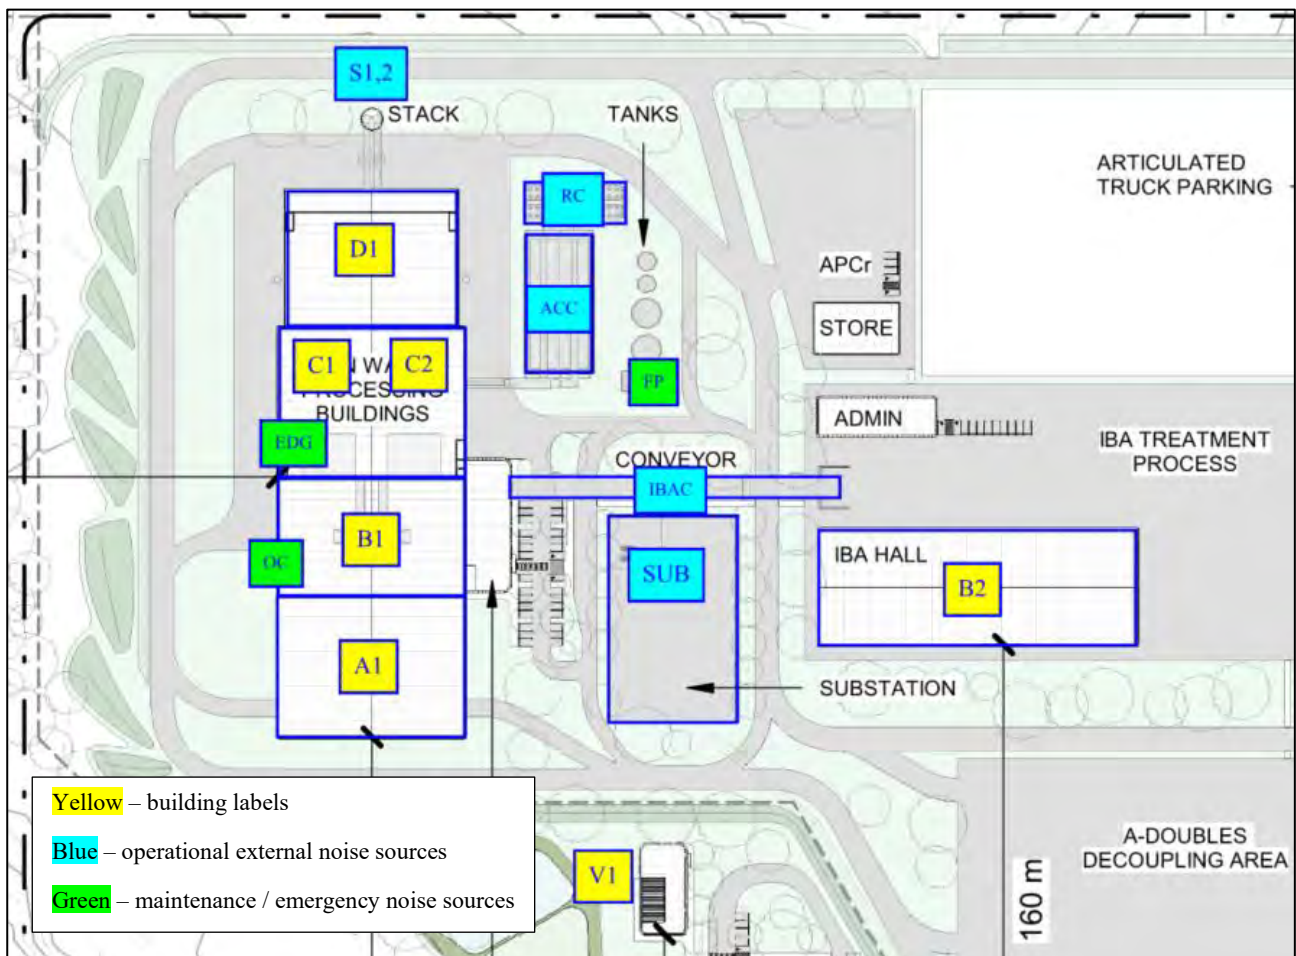 S1,2
STACK
TANKS
ARTICULATED
TRUCK PARKING
RC
D1
APCr
ACC
STORE
C1
C2
PROCESSING
BUILDINGS
FP
ADMIN
EDG
IBA TREATMENT
PROCESS
CONVEYOR
IBAC
B1
OC
IBA HALL
SUB
B2
A1
SUBSTATION
Yellow – building labels
Blue – operational external noise sources
Green – maintenance / emergency noise sources
V1
A-DOUBLES
DECOUPLING AREA
160 m